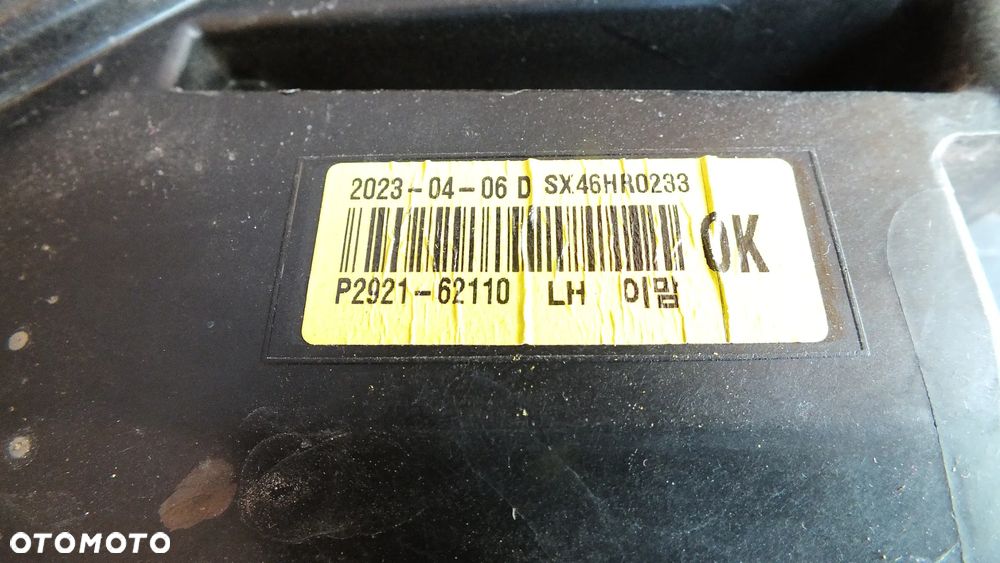 2023-04-06 D SX46HR0233
OK
P2921-62110 LH 이맘
OTOMOTO